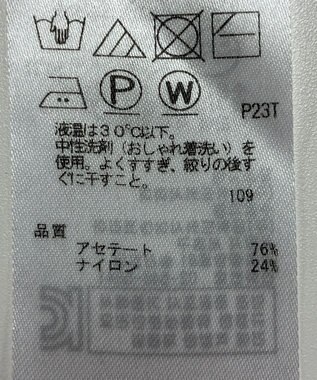 P W
P23T
液温は30℃以下。
中性洗剤（おしゃれ着洗い）を
使用。よくすすぎ、絞りの後す
ぐに干すこと。
109
品質
アセテート 76%
ナイロン 24%